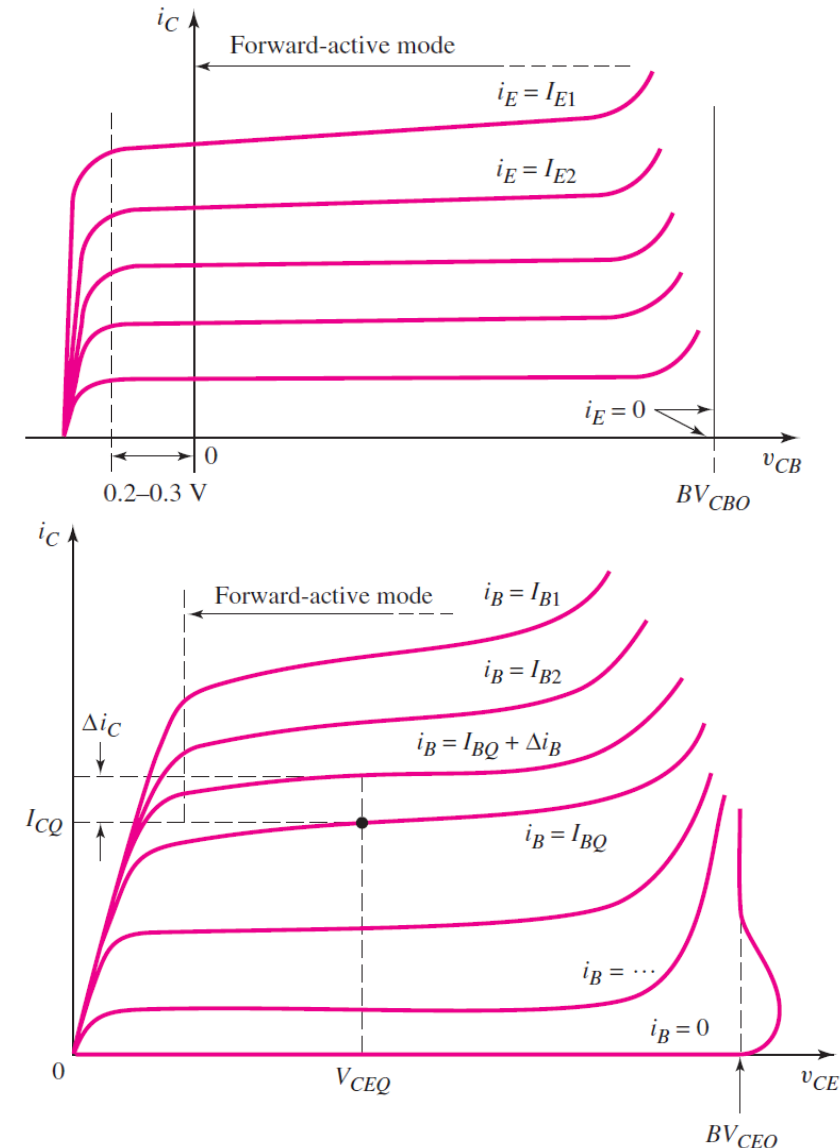 i_C
Forward-active mode
i_E = I_E1
i_E = I_E2
i_E = 0
0
v_CB
0.2–0.3 V
BV_CBO
i_C
Forward-active mode
i_B = I_B1
i_B = I_B2
Δi_C
i_B = I_BQ + Δi_B
I_CQ
i_B = I_BQ
i_B = ···
i_B = 0
0
V_CEQ
v_CE
BV_CEO